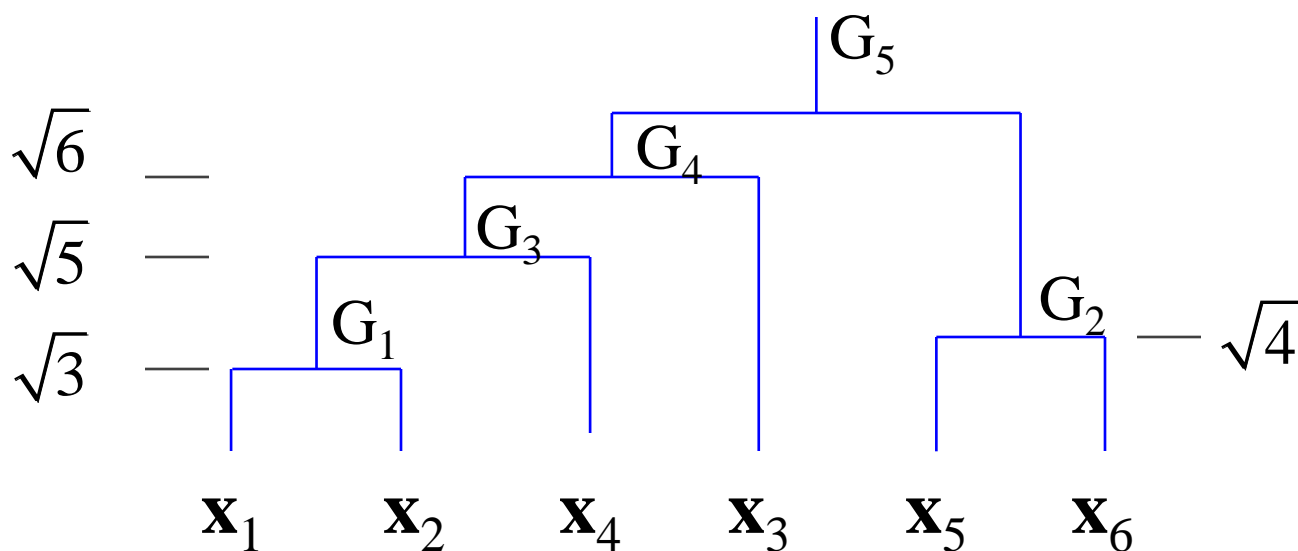 G₅
√6
G₄
G₃
√5
G₂
√4
G₁
√3
x₁ x₂ x₄ x₃ x₅ x₆